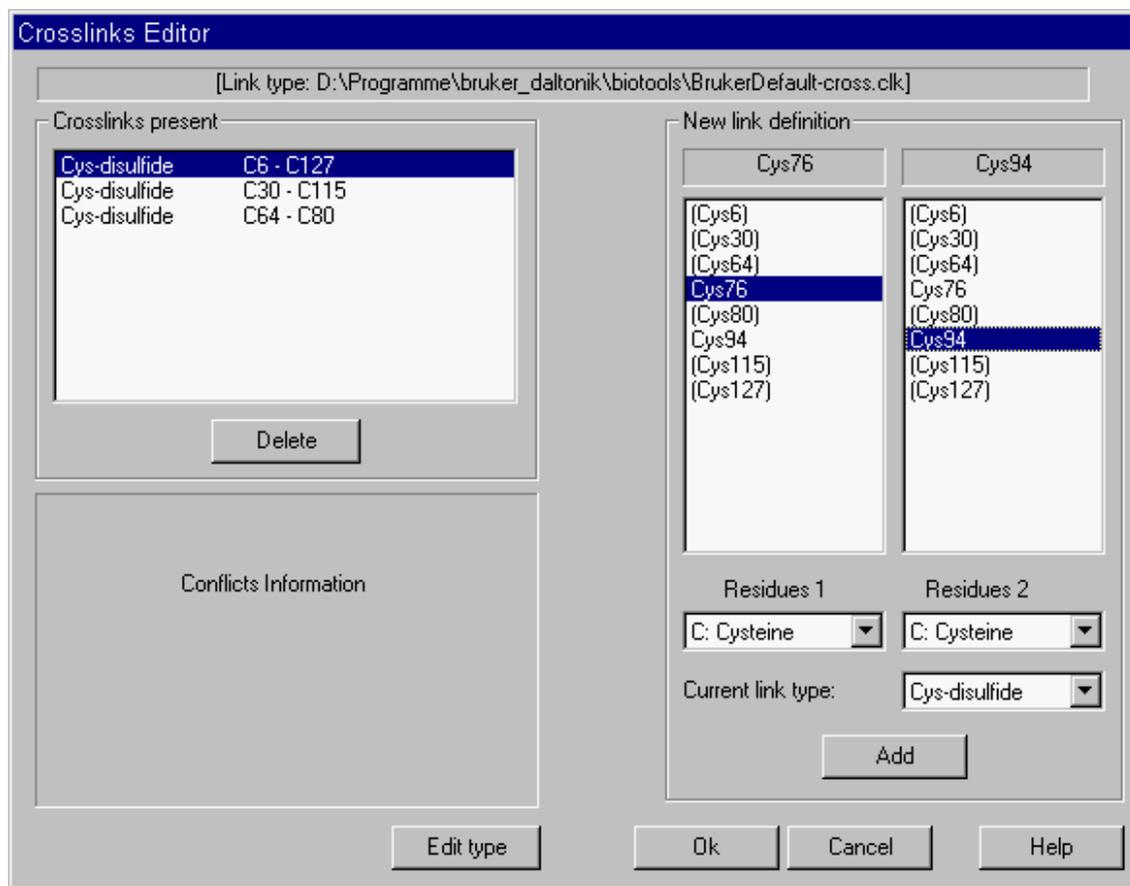 Crosslinks Editor
[Link type: D:\Programme\bruker_daltonik\biotools\BrukerDefault-cross.clk]
Crosslinks present
Cys-disulfide C6 - C127
Cys-disulfide C30 - C115
Cys-disulfide C64 - C80
Delete
Conflicts Information
Edit type
New link definition
Cys76
(Cys6)
(Cys30)
(Cys64)
Cys76
(Cys80)
Cys94
(Cys115)
(Cys127)
Cys94
(Cys6)
(Cys30)
(Cys64)
Cys76
(Cys80)
Cys94
(Cys115)
(Cys127)
Residues 1
Residues 2
C: Cysteine
C: Cysteine
Current link type:
Cys-disulfide
Add
Ok
Cancel
Help